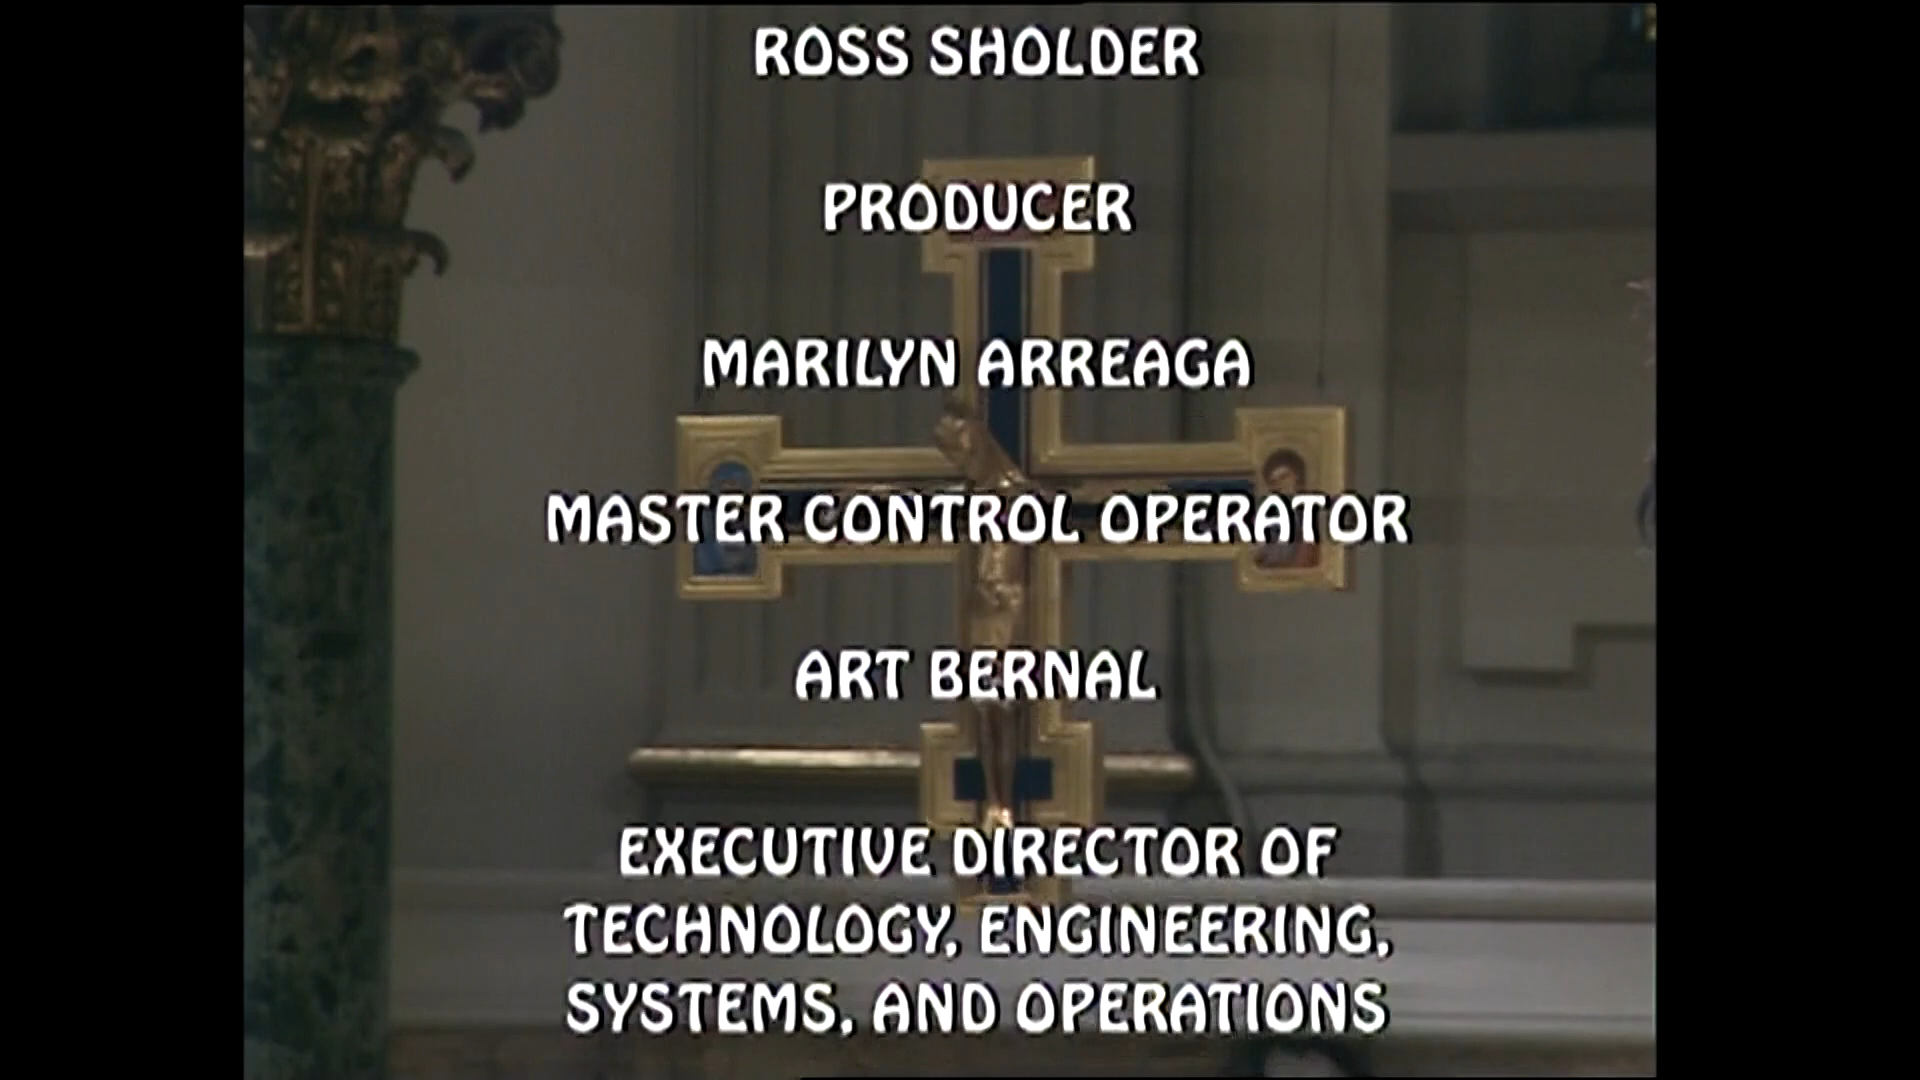 ROSS SHOLDER
PRODUCER
MARILYN ARREAGA
MASTER CONTROL OPERATOR
ART BERNAL
EXECUTIVE DIRECTOR OF
TECHNOLOGY, ENGINEERING,
SYSTEMS, AND OPERATIONS